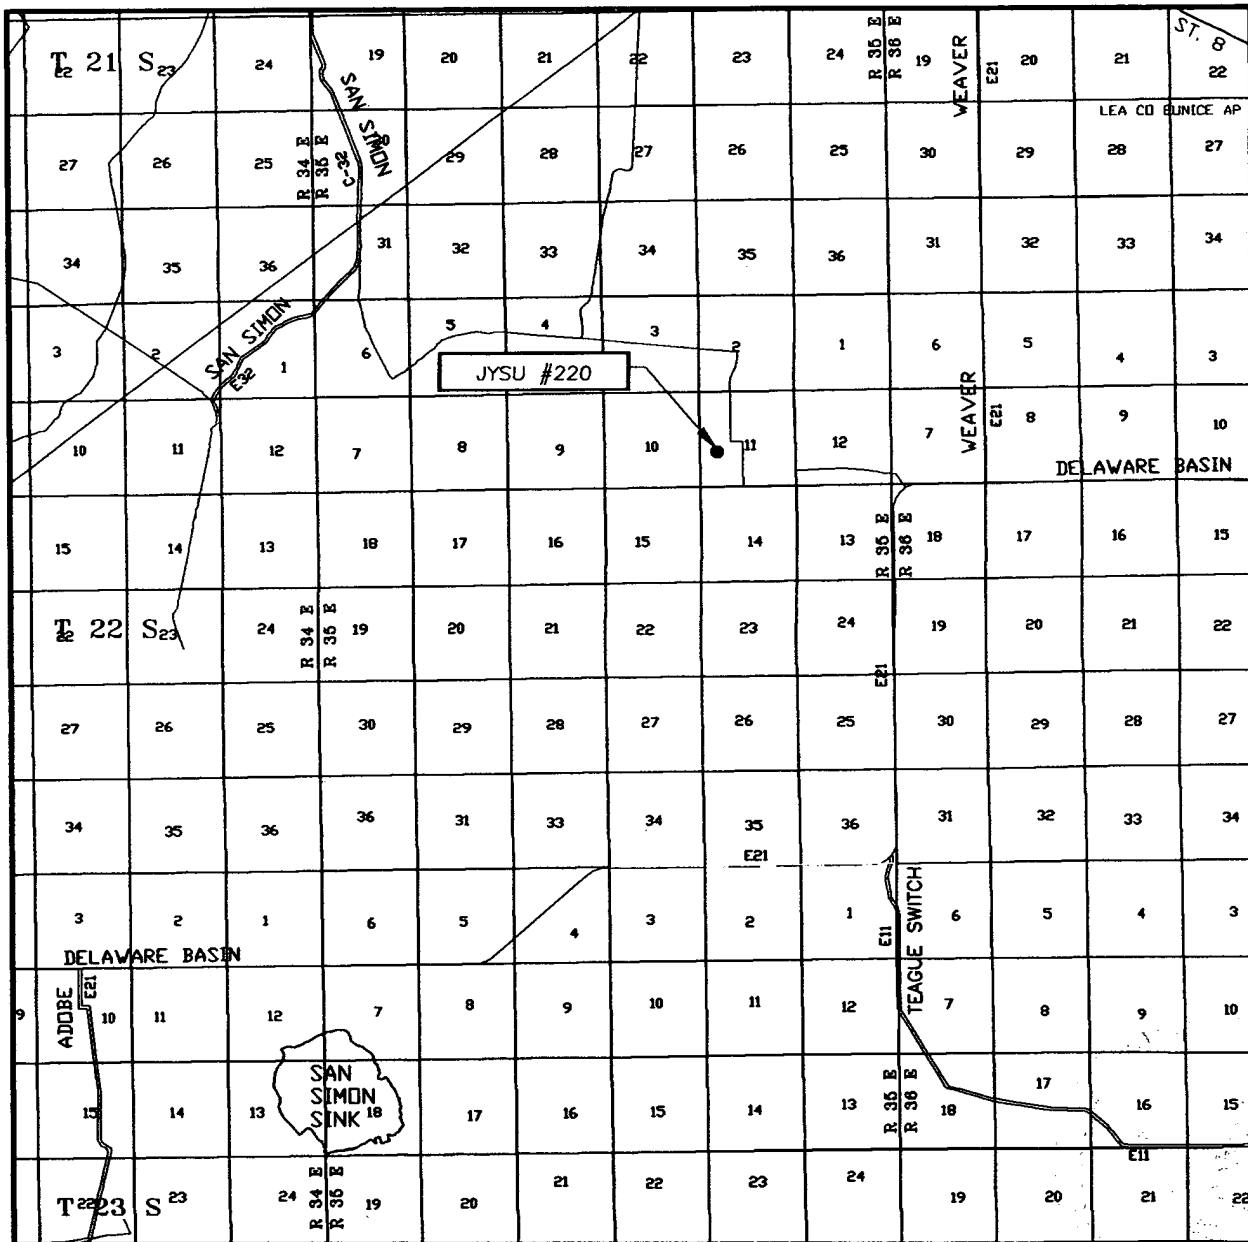 T 21 S
22 23 24 19 20 21 22 23 24 19 20 21 22
R 35 E
R 36 E
WEAVER
E21
ST. 8
LEA CO EUNICE AP
SAN SIMON
C-32
R 34 E
R 35 E
27 26 25 29 28 27 26 25 30 29 28 27
34 35 36 31 32 33 34 35 36 31 32 33 34
SAN SIMON
E32
3 2 1 6 5 4 3 2 1 6 5 4 3
JYSU #220
WEAVER
E21
10 11 12 7 8 9 10 11 12 7 8 9 10
DELAWARE BASIN
15 14 13 18 17 16 15 14 13 18 17 16 15
R 35 E
R 36 E
T 22 S
22 23 24 19 20 21 22 23 24 19 20 21 22
R 34 E
R 35 E
E21
27 26 25 30 29 28 27 26 25 30 29 28 27
34 35 36 36 31 33 34 35 36 31 32 33 34
E21
3 2 1 6 5 4 3 2 1 6 5 4 3
E11
TEAGUE SWITCH
DELAWARE BASIN
ADOBE
E21
9 10 11 12 7 8 9 10 11 12 7 8 9 10
SAN
SIMON
SINK
15 14 13 18 17 16 15 14 13 18 17 16 15
R 35 E
R 36 E
E11
T 23 S
22 23 24 19 20 21 22 23 24 19 20 21 22
R 34 E
R 35 E